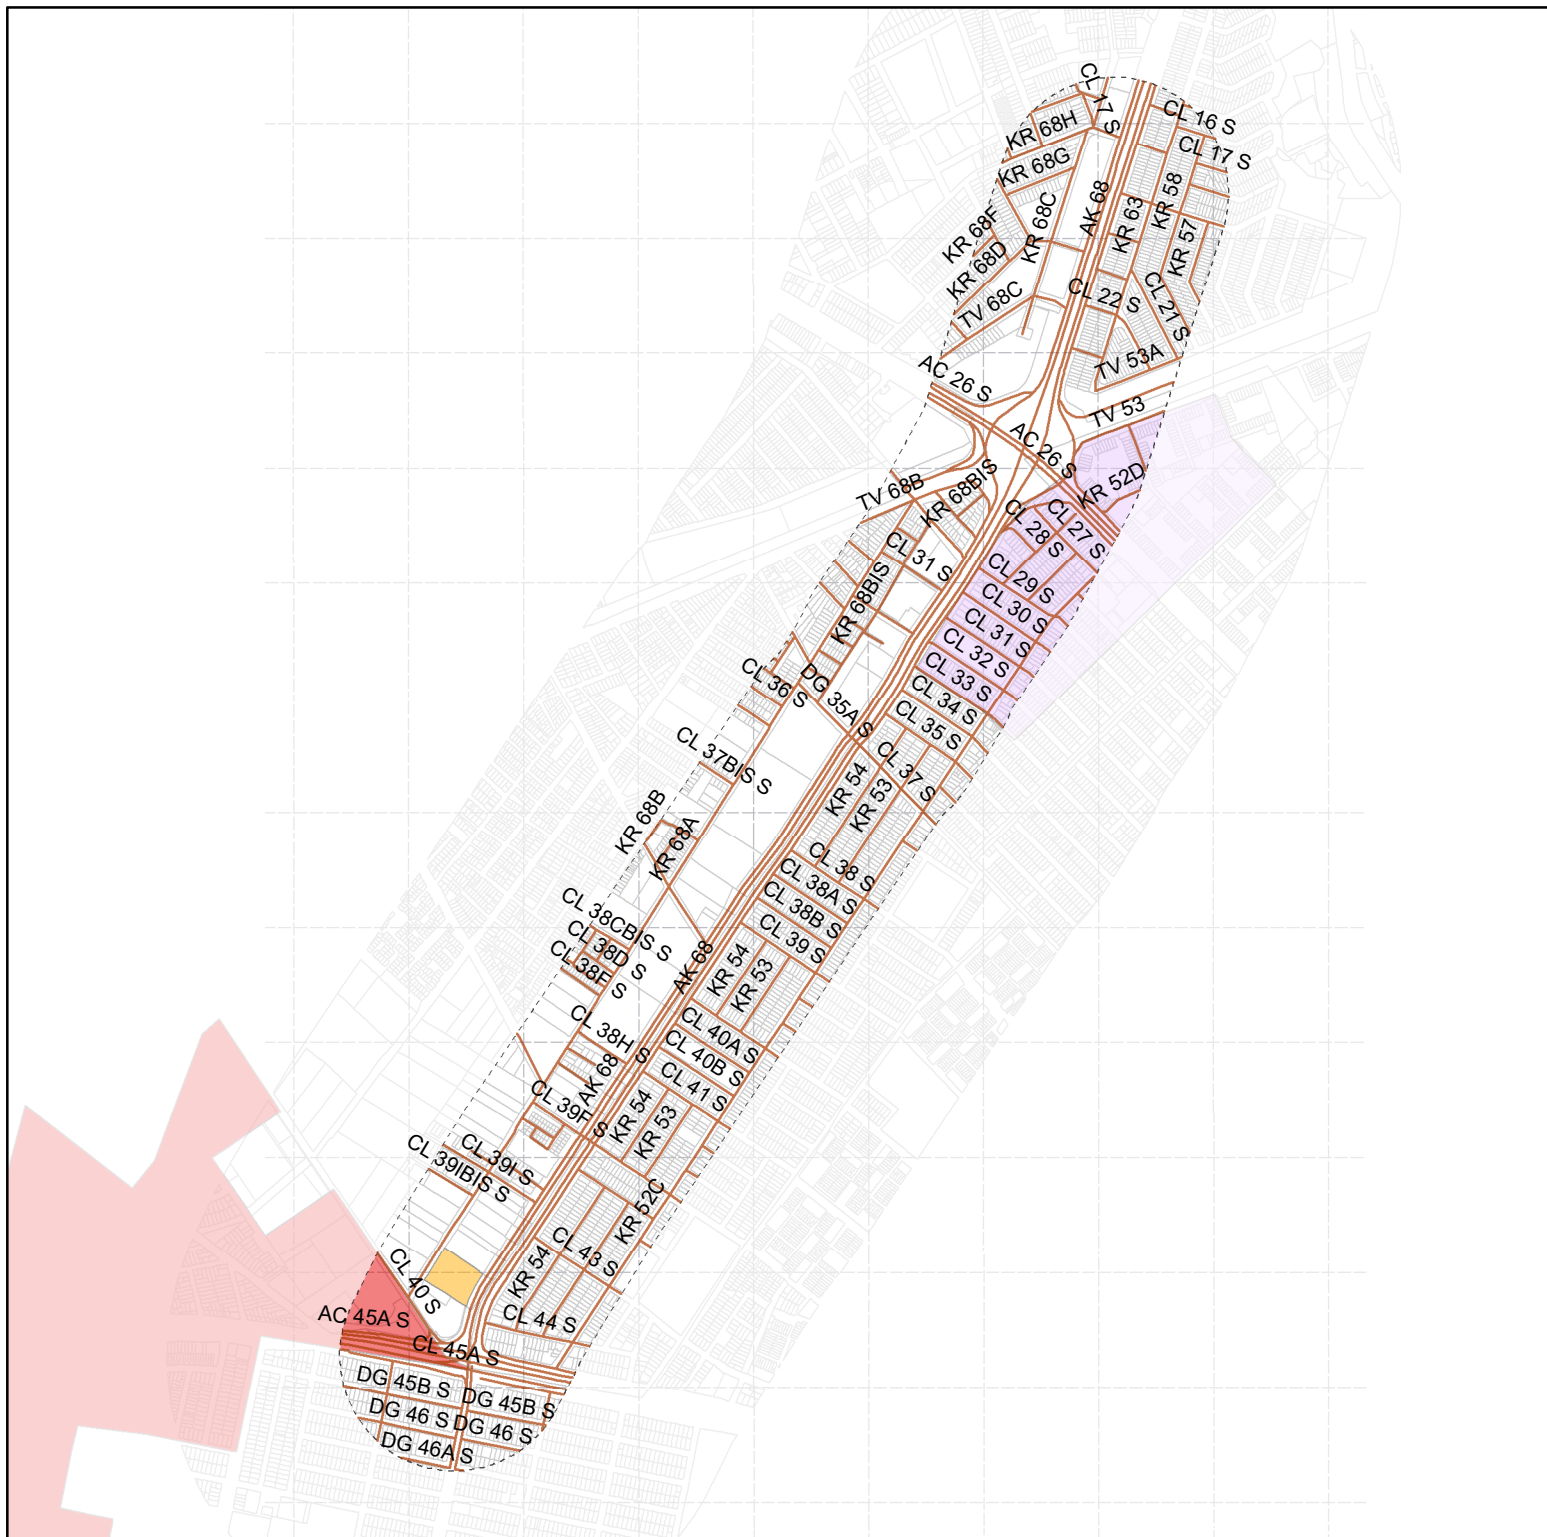 CL 17 S
CL 16 S
KR 68H
CL 17 S
KR 68G
KR 58
AK 68
KR 68C
KR 63
KR 68F
KR 57
KR 68D
CL 22 S
TV 68C
CL 21 S
TV 53A
AC 26 S
TV 53
AC 26 S
KR 52D
TV 68B
KR 68BIS
CL 28 S
CL 27 S
CL 31 S
CL 29 S
KR 68BIS
CL 30 S
CL 31 S
CL 32 S
CL 33 S
CL 36 S
DG 35A S
CL 34 S
CL 35 S
CL 37BIS S
CL 37 S
KR 54
KR 53
KR 68B
KR 68A
CL 38 S
CL 38A S
CL 38B S
CL 38CBIS S
CL 39 S
CL 38D S
CL 38F S
AK 68
KR 54
KR 53
CL 38H S
CL 40A S
CL 40B S
AK 68
CL 41 S
CL 39F S
KR 54
KR 53
CL 39I S
CL 39IBIS S
KR 52C
CL 43 S
KR 54
CL 40 S
AC 45A S
CL 44 S
CL 45A S
DG 45B S
DG 45B S
DG 46 S
DG 46 S
DG 46A S